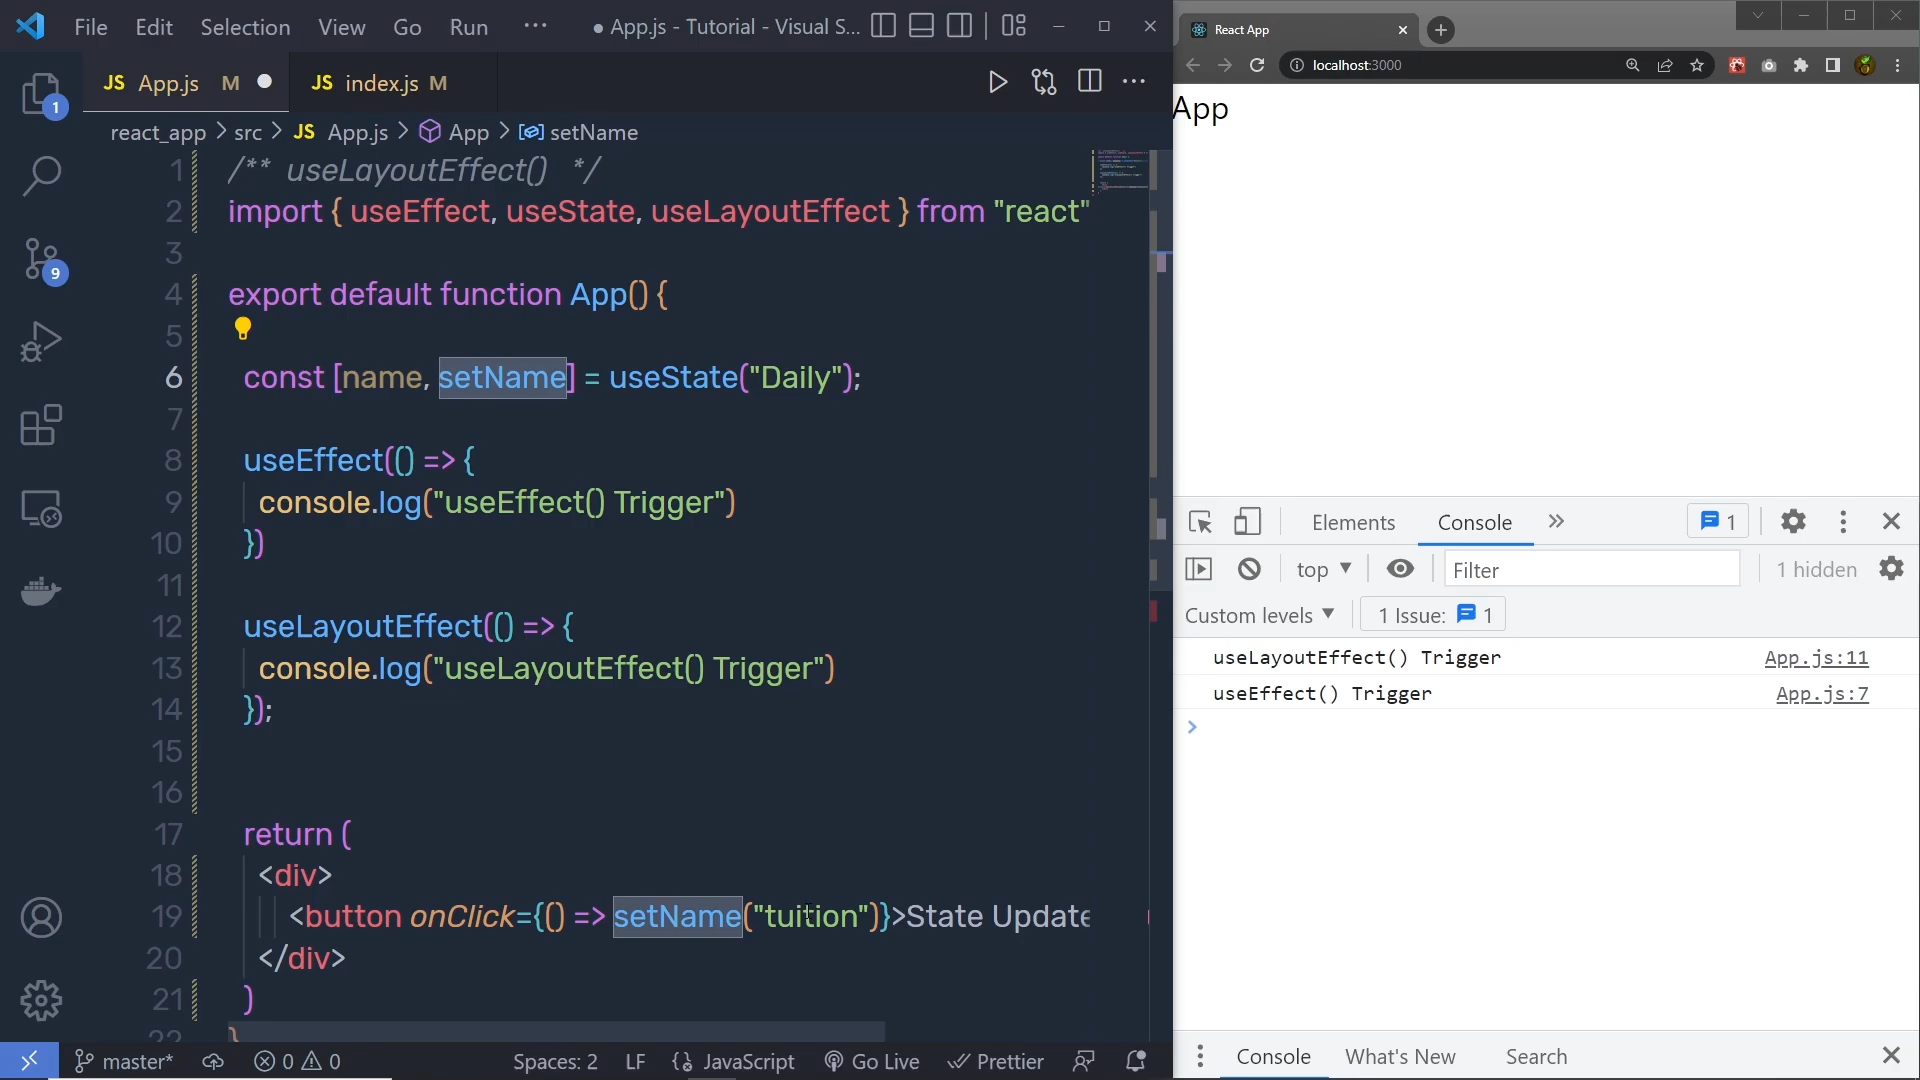 File Edit Selection View Go Run ··· ● App.js - Tutorial - Visual S...
JS App.js M ● JS index.js M
1
react_app > src > JS App.js > App > setName
1 /** useLayoutEffect() */
2 import { useEffect, useState, useLayoutEffect } from "react"
3
4 export default function App() {
5
6 const [name, setName] = useState("Daily");
7
8 useEffect(() => {
9 console.log("useEffect() Trigger")
10 })
11
12 useLayoutEffect(() => {
13 console.log("useLayoutEffect() Trigger")
14 });
15
16
17 return (
18 <div>
19 <button onClick={() => setName("tuition")}>State Update
20 </div>
21 )
22 }
9
master* 0 0 Spaces: 2 LF JavaScript Go Live Prettier
React App
localhost:3000
App
Elements Console 1
top Filter 1 hidden
Custom levels 1 Issue: 1
useLayoutEffect() Trigger App.js:11
useEffect() Trigger App.js:7
Console What's New Search